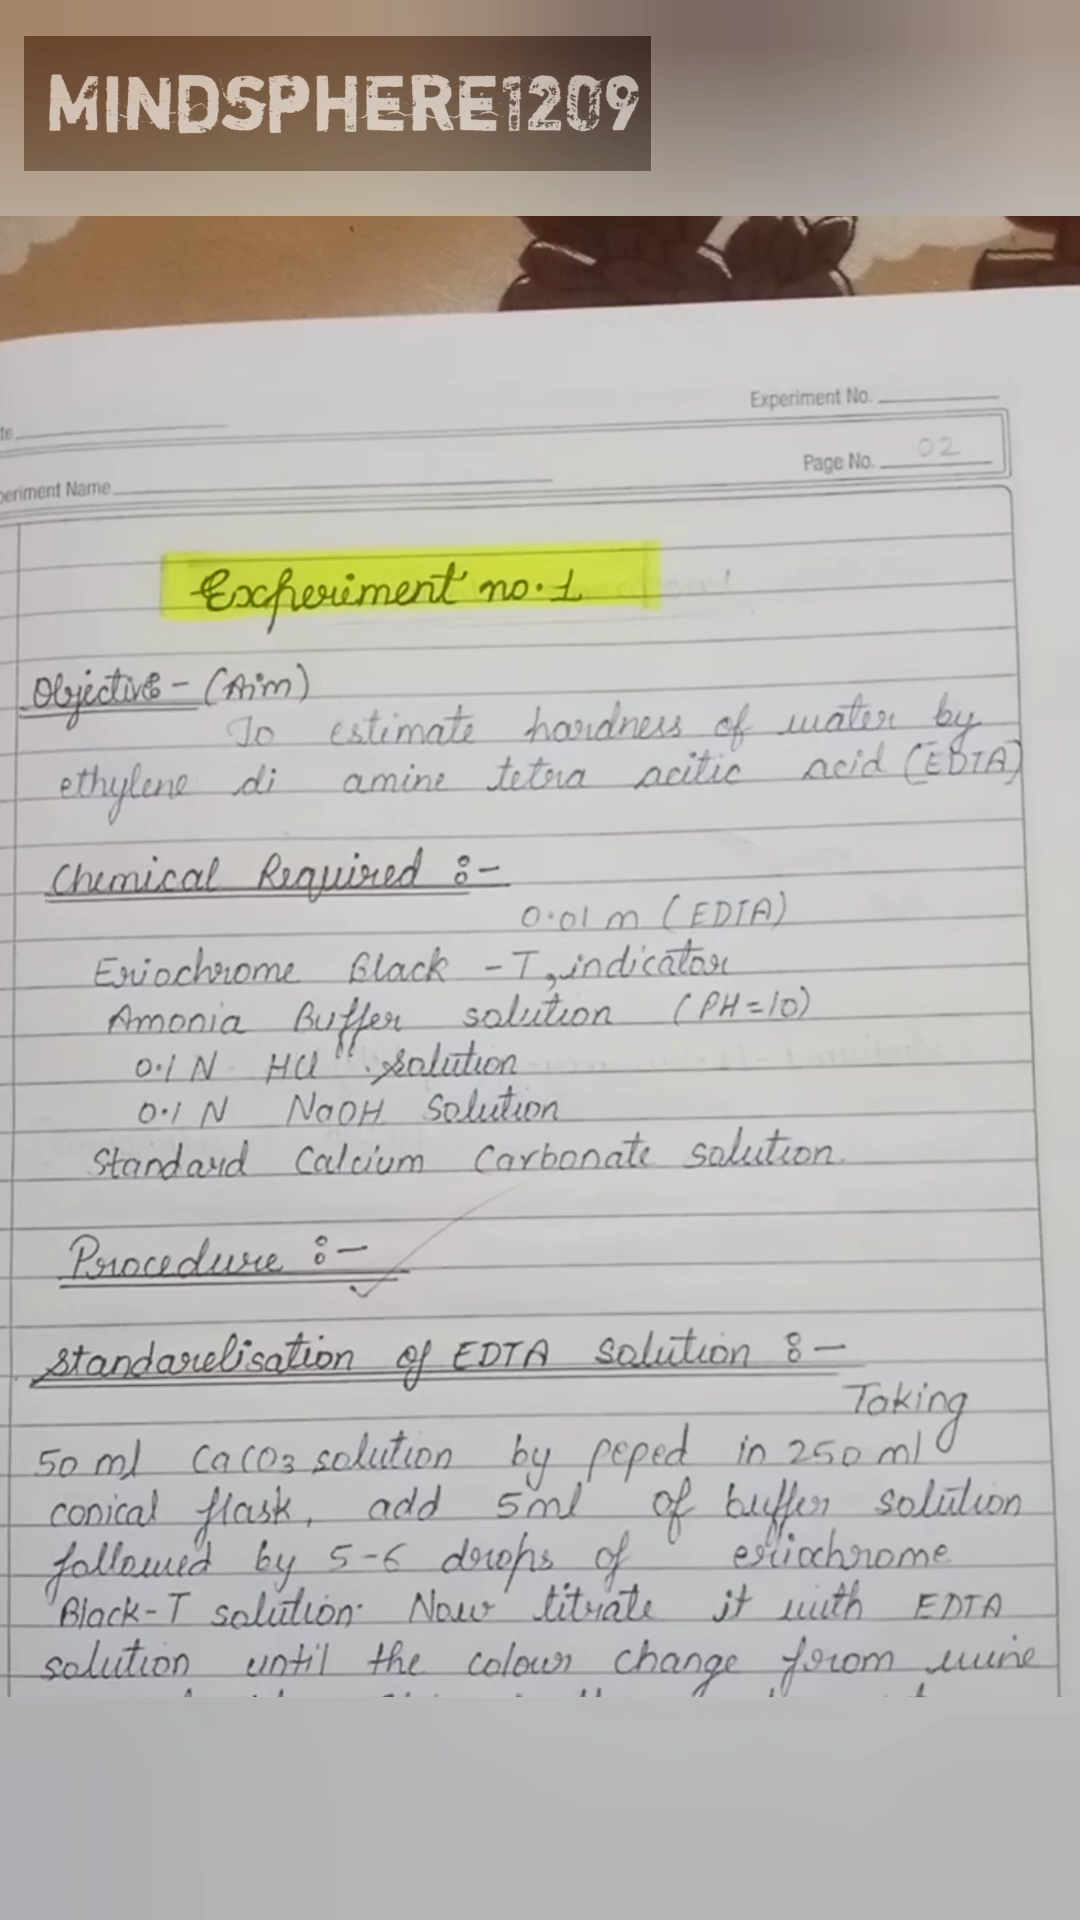 MINDSPHERE1209
Experiment No.
te
Page No. 02
periment Name
Experiment no. 1
Objective - (Aim)
To estimate hardness of water by
ethylene di amine tetra acitic acid (EDTA)
Chemical Required :-
0.01 m (EDTA)
Eriochrome Black - T, indicator
Amonia Buffer solution (PH=10)
0.1 N HCl " solution
0.1 N NaOH Solution
Standard Calcium Carbonate solution.
Procedure :-
Standarelisation of EDTA solution :-
Taking
50 ml CaCO3 solution by peped in 250 ml
conical flask, add 5ml of buffer solution
followed by 5-6 drops of eriochrome
Black-T solution. Now titrate it with EDTA
solution until the colour change forom wine